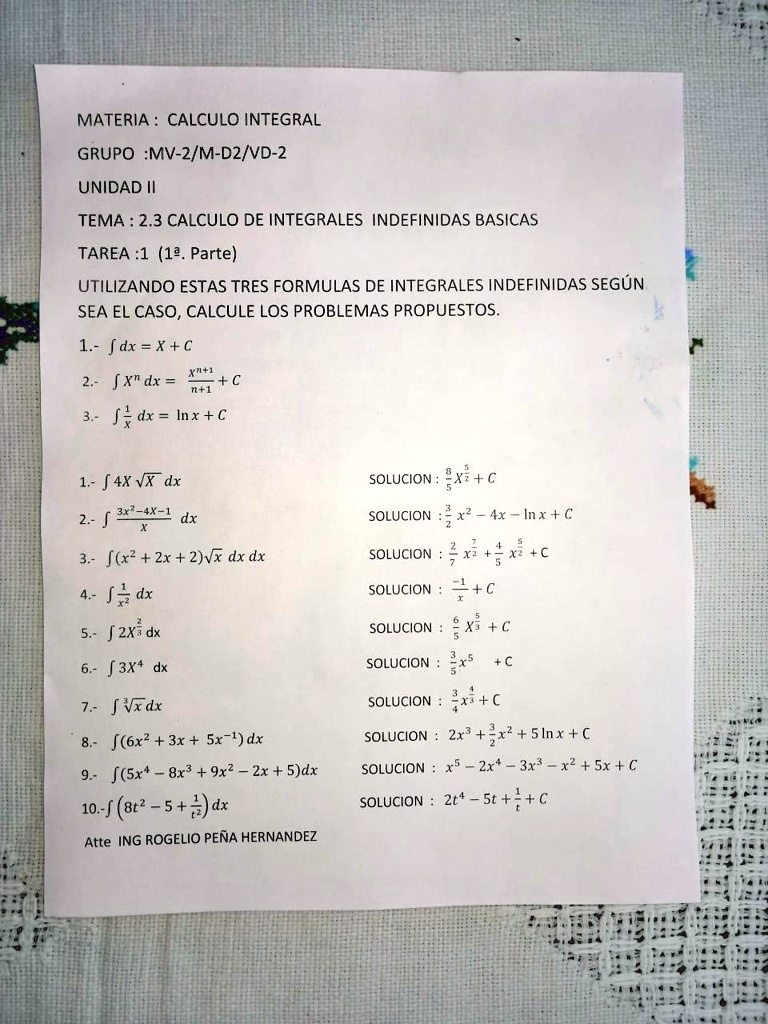 MATERIA : CALCULO INTEGRAL
GRUPO :MV-2/M-D2/VD-2
UNIDAD II
TEMA : 2.3 CALCULO DE INTEGRALES INDEFINIDAS BASICAS
TAREA :1 (1ª. Parte)
UTILIZANDO ESTAS TRES FORMULAS DE INTEGRALES INDEFINIDAS SEGÚN
SEA EL CASO, CALCULE LOS PROBLEMAS PROPUESTOS.
1.- ∫ dx = X + C
2.- ∫ X^n dx = X^(n+1)/(n+1) + C
3.- ∫ 1/X dx = ln x + C
1.- ∫ 4X √X dx SOLUCION : 8/5 X^(5/2) + C
2.- ∫ (3x²−4X−1)/X dx SOLUCION : 3/2 x² − 4x − ln x + C
3.- ∫(x² + 2x + 2)√x dx dx SOLUCION : 2/7 x^(7/2) + 4/5 x^(5/2) + C
4.- ∫ 1/x² dx SOLUCION : −1/x + C
5.- ∫ 2X^(2/3) dx SOLUCION : 6/5 X^(5/3) + C
6.- ∫ 3X⁴ dx SOLUCION : 3/5 x⁵ + C
7.- ∫ ∛x dx SOLUCION : 3/4 x^(4/3) + C
8.- ∫(6x² + 3x + 5x⁻¹) dx SOLUCION : 2x³ + 3/2 x² + 5 ln x + C
9.- ∫(5x⁴ − 8x³ + 9x² − 2x + 5)dx SOLUCION : x⁵ − 2x⁴ − 3x³ − x² + 5x + C
10.-∫ (8t² − 5 + 1/t²) dx SOLUCION : 2t⁴ − 5t + 1/t + C
Atte ING ROGELIO PEÑA HERNANDEZ